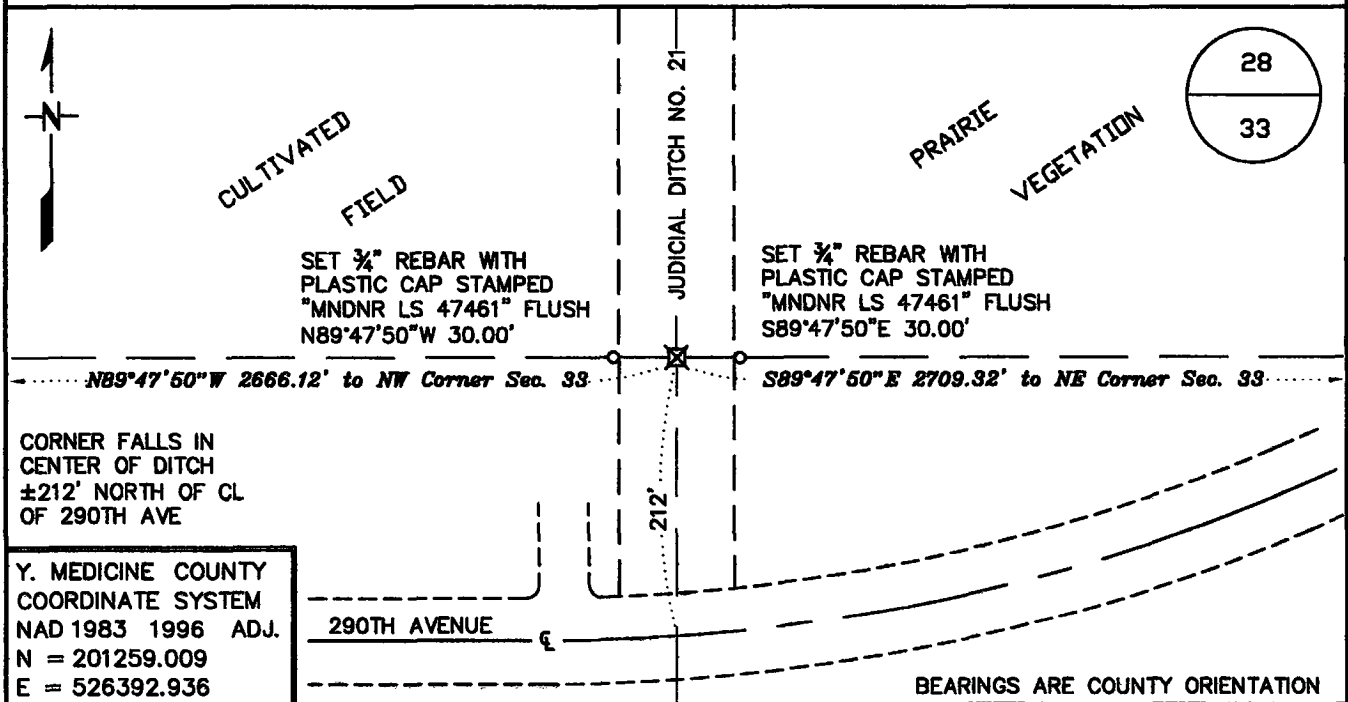 28
33
N
CULTIVATED
FIELD
JUDICIAL DITCH NO. 21
PRAIRIE
VEGETATION
SET ¾" REBAR WITH
PLASTIC CAP STAMPED
"MNDNR LS 47461" FLUSH
N89°47'50"W 30.00'
SET ¾" REBAR WITH
PLASTIC CAP STAMPED
"MNDNR LS 47461" FLUSH
S89°47'50"E 30.00'
N89°47'50"W 2666.12' to NW Corner Sec. 33
S89°47'50"E 2709.32' to NE Corner Sec. 33
CORNER FALLS IN
CENTER OF DITCH
±212' NORTH OF CL
OF 290TH AVE
212'
Y. MEDICINE COUNTY
COORDINATE SYSTEM
NAD 1983 1996 ADJ.
N = 201259.009
E = 526392.936
290TH AVENUE
℄
BEARINGS ARE COUNTY ORIENTATION